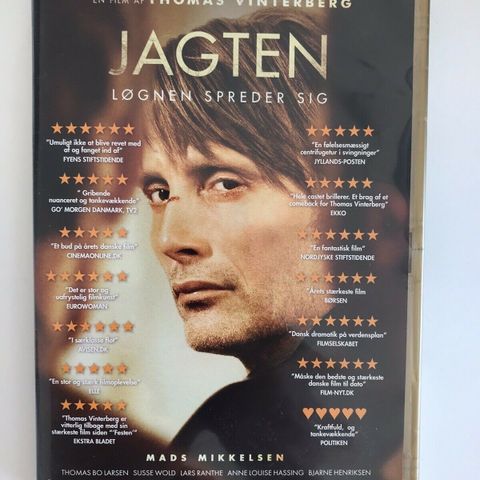 EN FILM AF THOMAS VINTERBERG
JAGTEN
LØGNEN SPREDER SIG
"Umuligt ikke at blive revet med
af og fanget ind af"
FYENS STIFTSTIDENDE
"Gribende
nuanceret og tankevækkende"
GO' MORGEN DANMARK, TV2
"Et bud på årets danske film"
CINEMAONLINE.DK
"Det er stor og
uafrystelig filmkunst"
EUROWOMAN
"I særklasse flot"
AVISEN.DK
"En stor og stærk filmoplevelse"
ELLE
"Thomas Vinterberg er
vitterlig tilbage med sin
stærkeste film siden "Festen""
EKSTRA BLADET
"En følelsesmæssigt
centrifugetur i svingninger"
JYLLANDS-POSTEN
"Hele castet brillerer. Et brag af et
comeback for Thomas Vinterberg"
EKKO
"En fantastisk film"
NORDJYSKE STIFTSTIDENDE
"Årets stærkeste film
BØRSEN
"Dansk dramatik på verdensplan"
FILMSELSKABET
"Måske den bedste og stærkeste
danske film til dato"
FILM-NYT.DK
"Kraftfuld, og
tankevækkende"
POLITIKEN
MADS MIKKELSEN
THOMAS BO LARSEN SUSSE WOLD LARS RANTHE ANNE LOUISE HASSING BJARNE HENRIKSEN